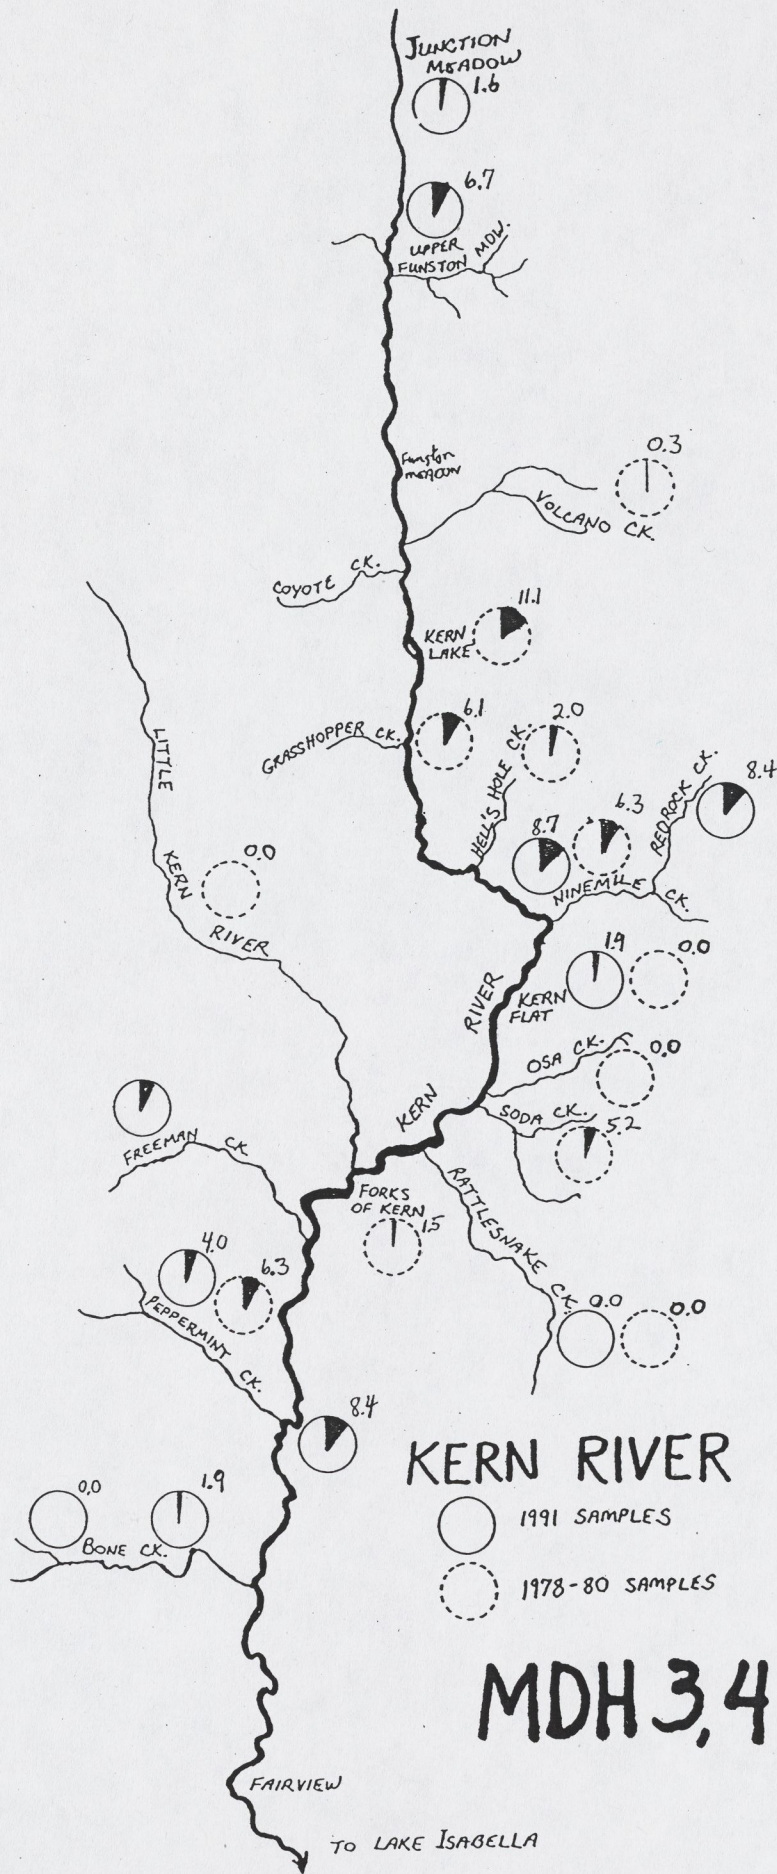 JUNCTION
MEADOW
1.6
6.7
UPPER
FUNSTON MDW.
Funston
MEADOW
0.3
VOLCANO CK.
COYOTE CK.
11.1
KERN
LAKE
LITTLE
KERN
RIVER
0.0
GRASSHOPPER CK.
6.1
HELL'S HOLE CK.
2.0
8.7
6.3
REDROCK CK.
8.4
NINEMILE CK.
1.9
0.0
KERN
FLAT
KERN RIVER
OSA CK.
0.0
SODA CK.
5.2
FREEMAN CK
FORKS
OF KERN
1.5
RATTLESNAKE CK.
0.0
0.0
4.0
6.3
PEPPERMINT CK.
8.4
0.0
1.9
BONE CK.
KERN RIVER
1991 SAMPLES
1978-80 SAMPLES
MDH 3,4
FAIRVIEW
TO LAKE ISABELLA